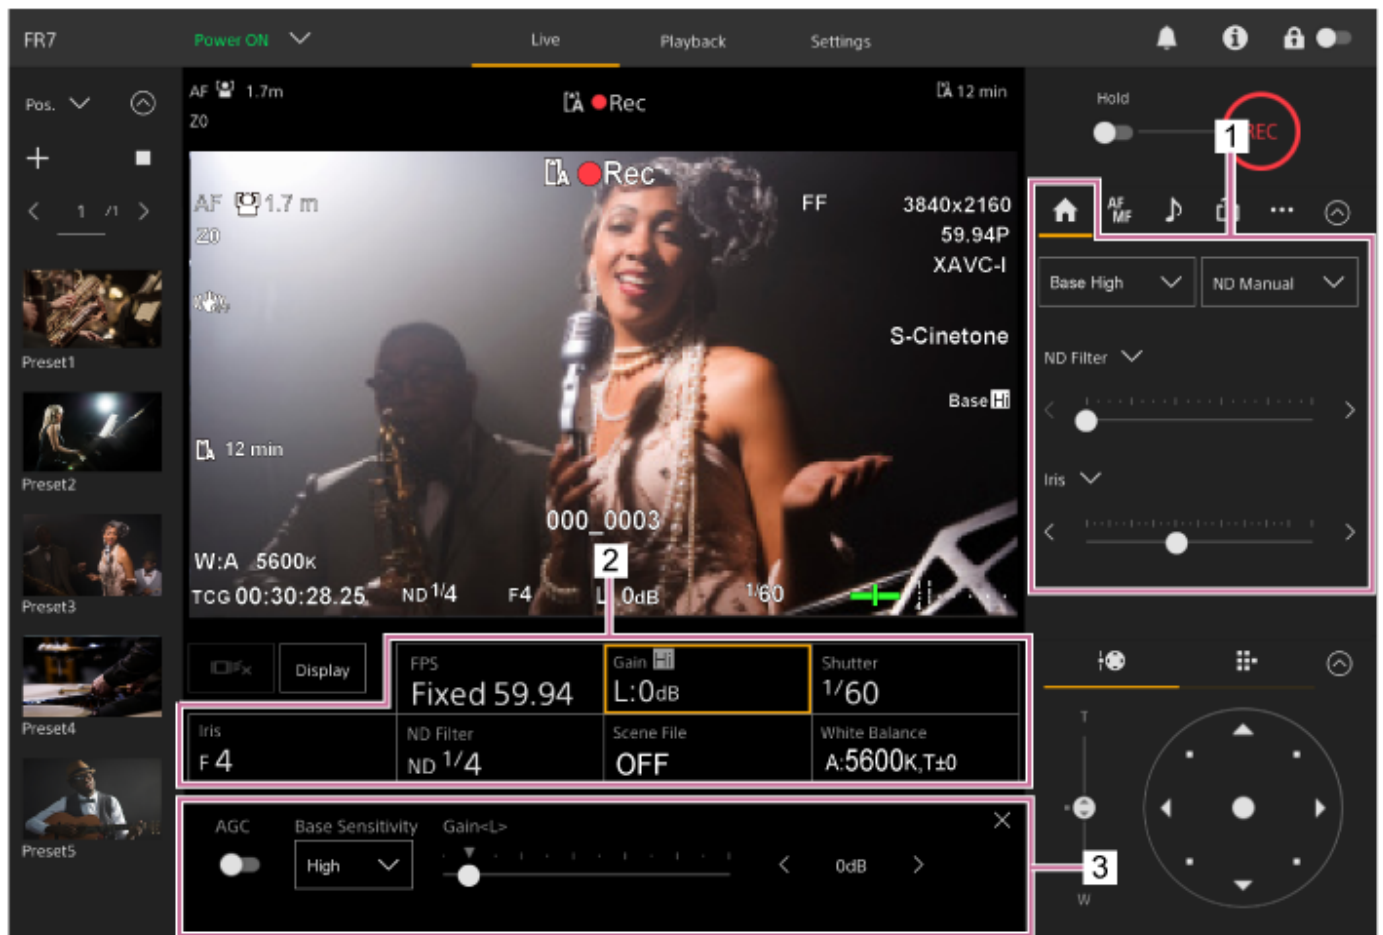 FR7
Power ON
Live
Playback
Settings
Pos.
1 /1
Preset1
Preset2
Preset3
Preset4
Preset5
AF 1.7m
Z0
A Rec
A 12 min
A Rec
AF 1.7 m
Z0
FF
3840x2160
59.94P
XAVC-I
S-Cinetone
Base Hi
A 12 min
000_0003
W:A 5600K
TCG 00:30:28.25
ND 1/4
F4
L 0dB
1/60
2
Display
FPS
Fixed 59.94
Gain Hi
L:0dB
Shutter
1/60
Iris
F 4
ND Filter
ND 1/4
Scene File
OFF
White Balance
A:5600K,T±0
AGC
Base Sensitivity
High
Gain<L>
0dB
3
Hold
REC
1
AF
MF
Base High
ND Manual
ND Filter
Iris
T
W